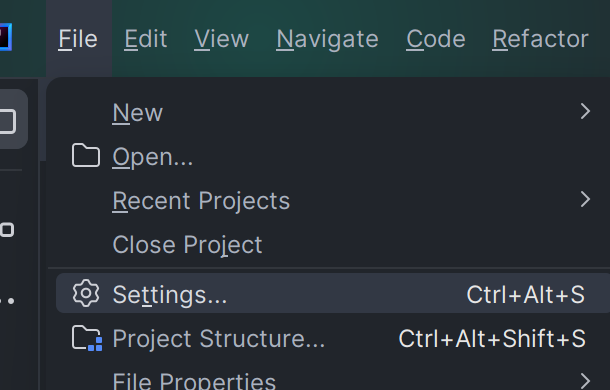 File Edit View Navigate Code Refactor
New
Open...
Recent Projects
Close Project
Settings... Ctrl+Alt+S
Project Structure... Ctrl+Alt+Shift+S
File Properties